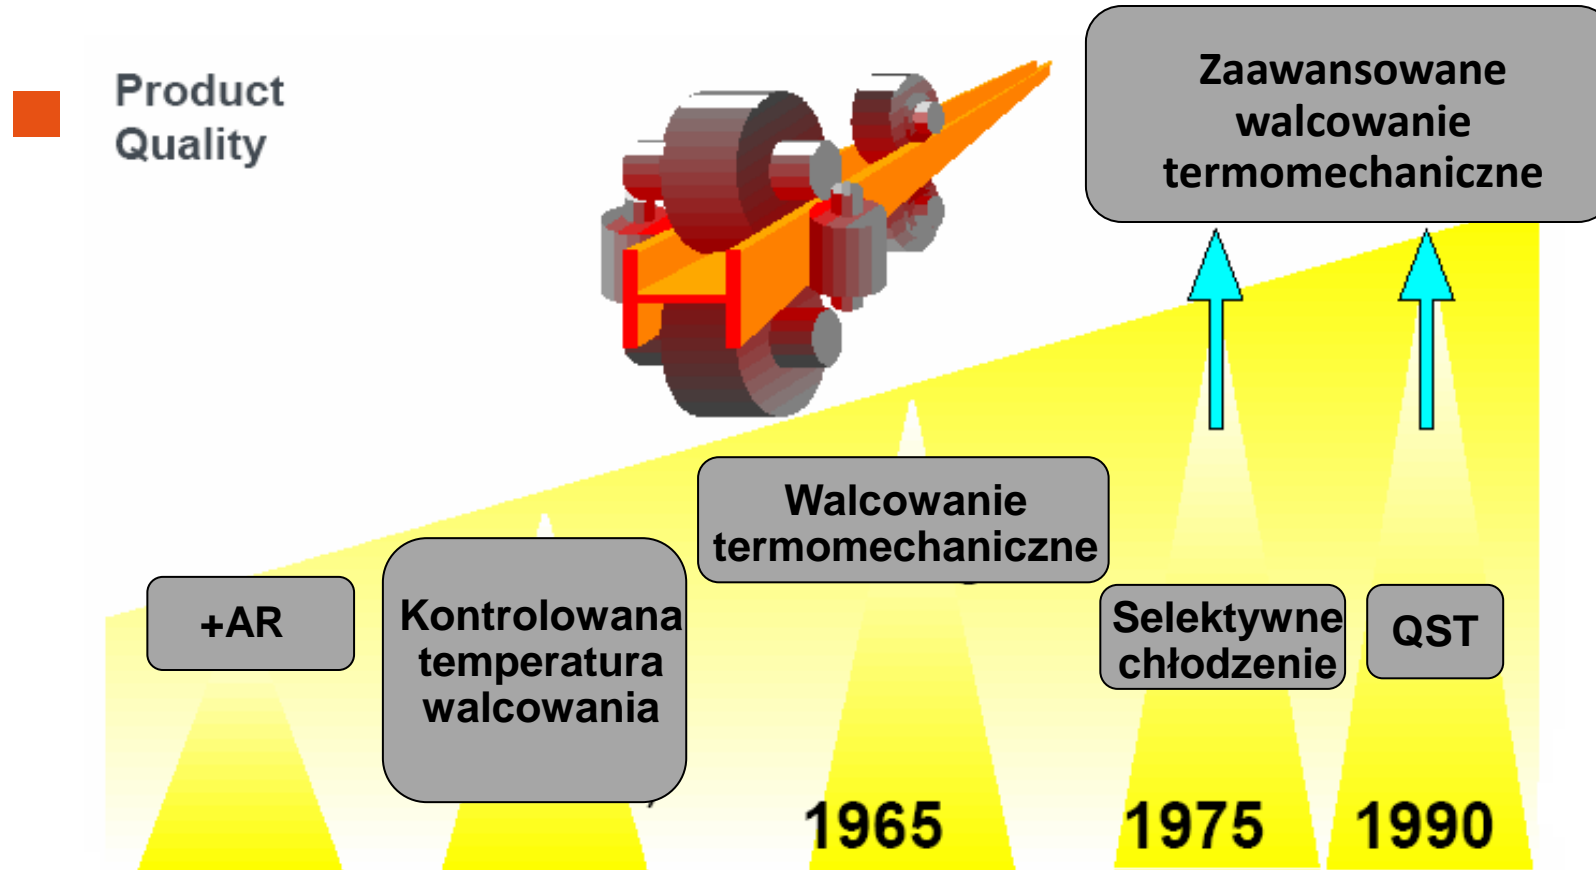 Product
Quality
Zaawansowane
walcowanie
termomechaniczne
Walcowanie
termomechaniczne
+AR
Kontrolowana
temperatura
walcowania
Selektywne
chłodzenie
QST
1965
1975
1990